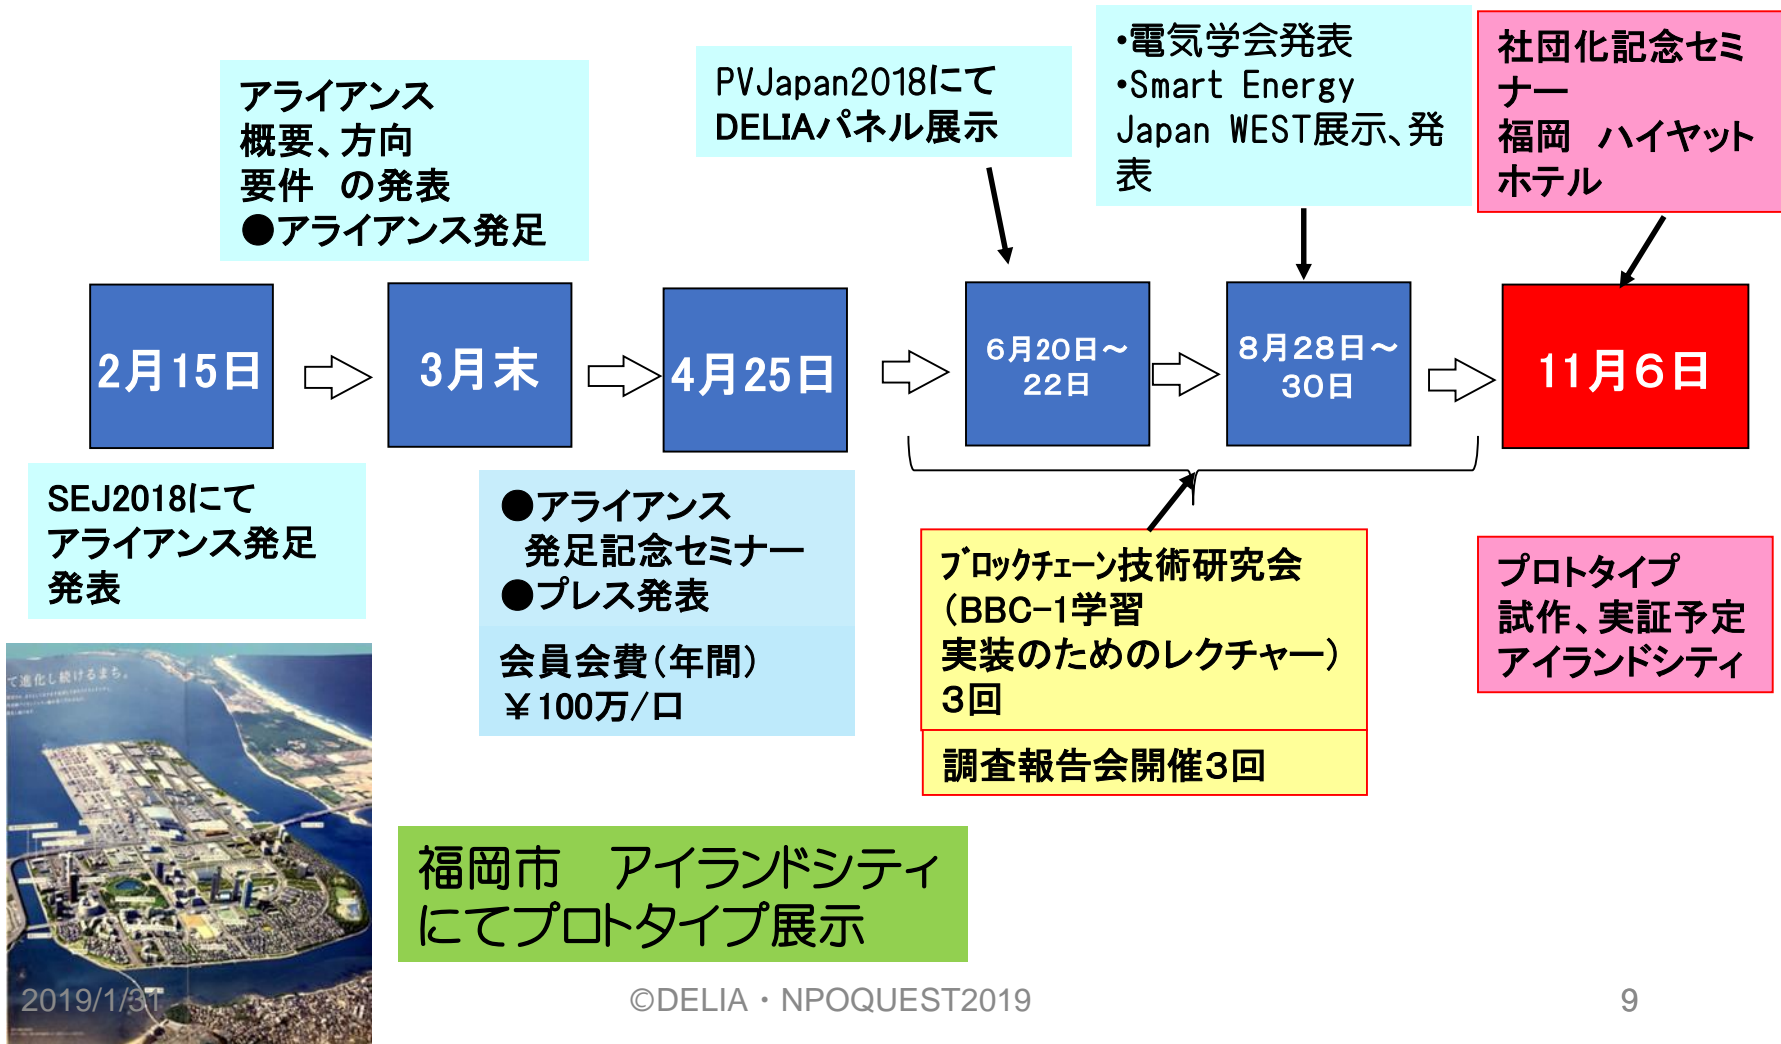 アライアンス
概要、方向
要件　の発表
●アライアンス発足
PVJapan2018にて
DELIAパネル展示
・電気学会発表
・Smart Energy
Japan WEST展示、発
表
社団化記念セミ
ナー
福岡　ハイヤット
ホテル
2月15日
3月末
4月25日
6月20日～
22日
8月28日～
30日
11月6日
SEJ2018にて
アライアンス発足
発表
●アライアンス
発足記念セミナー
●プレス発表
会員会費（年間）
￥100万/口
ブロックチェーン技術研究会
（BBC-1学習
実装のためのレクチャー）
3回
調査報告会開催3回
プロトタイプ
試作、実証予定
アイランドシティ
て進化し続けるまち。
福岡市　アイランドシティ
にてプロトタイプ展示
2019/1/31
©DELIA・NPOQUEST2019
9